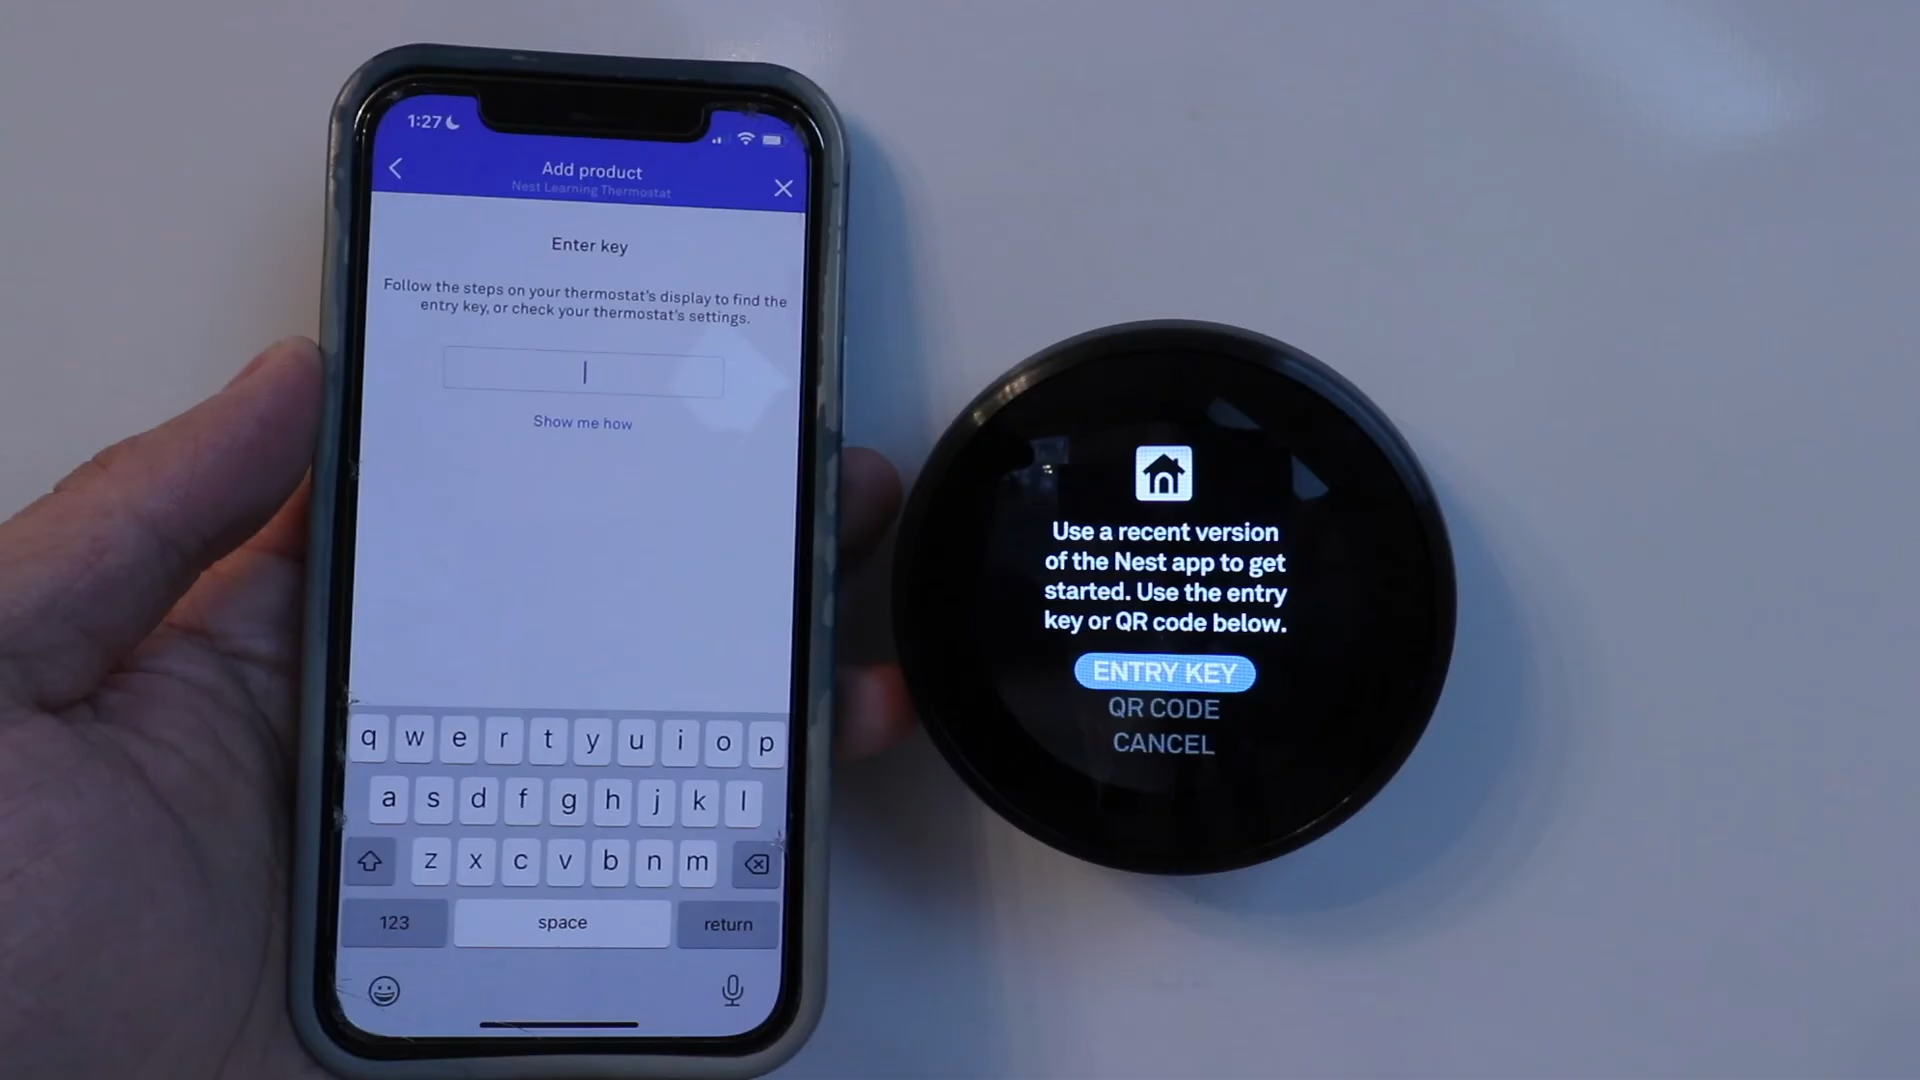 1:27
Add product
Nest Learning Thermostat
Enter key
Follow the steps on your thermostat's display to find the
entry key, or check your thermostat's settings.
Show me how
q w e r t y u i o p
a s d f g h j k l
z x c v b n m
123 space return
Use a recent version
of the Nest app to get
started. Use the entry
key or QR code below.
ENTRY KEY
QR CODE
CANCEL